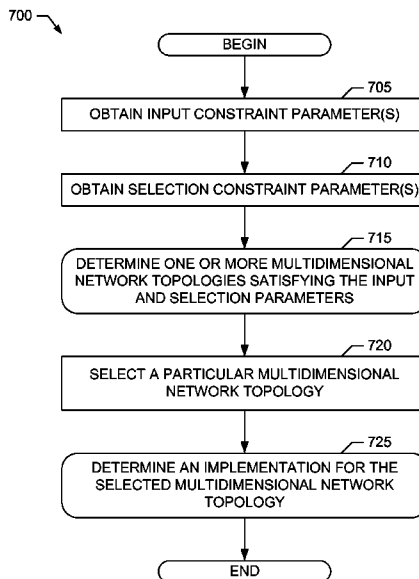 700
BEGIN
705
OBTAIN INPUT CONSTRAINT PARAMETER(S)
710
OBTAIN SELECTION CONSTRAINT PARAMETER(S)
715
DETERMINE ONE OR MORE MULTIDIMENSIONAL
NETWORK TOPOLOGIES SATISFYING THE INPUT
AND SELECTION PARAMETERS
720
SELECT A PARTICULAR MULTIDIMENSIONAL
NETWORK TOPOLOGY
725
DETERMINE AN IMPLEMENTATION FOR THE
SELECTED MULTIDIMENSIONAL NETWORK
TOPOLOGY
END